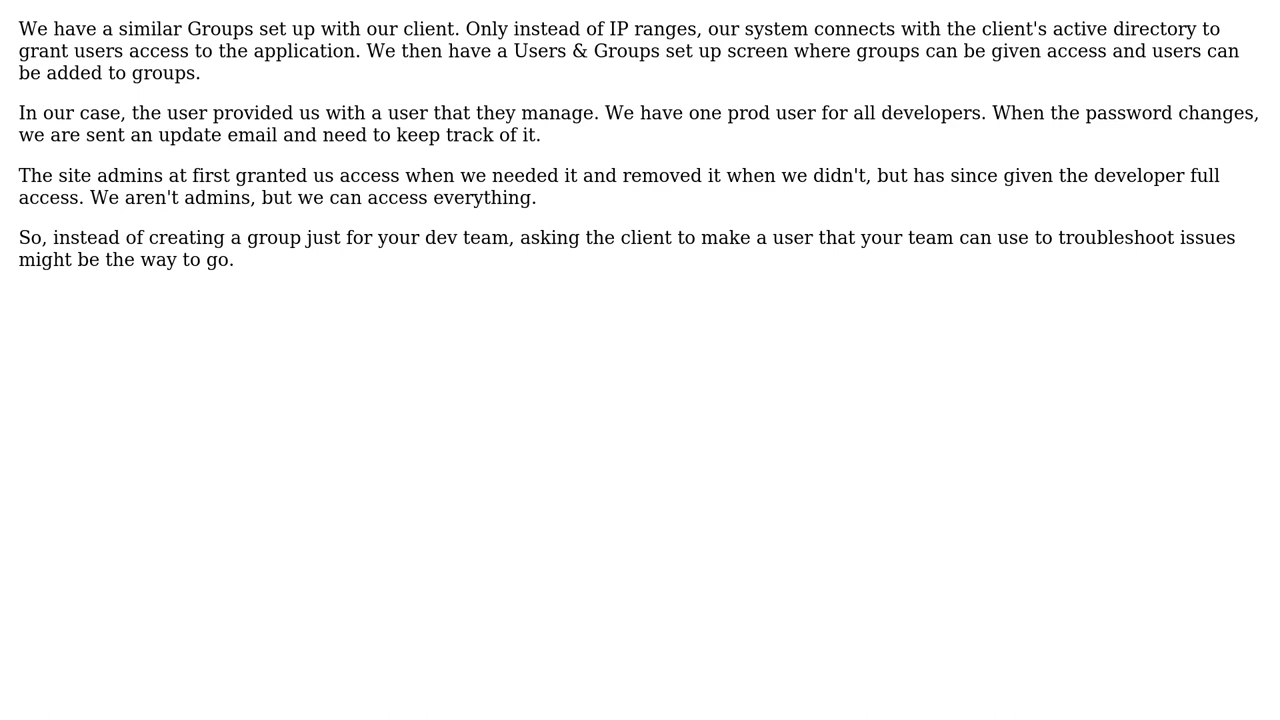 We have a similar Groups set up with our client. Only instead of IP ranges, our system connects with the client's active directory to
grant users access to the application. We then have a Users & Groups set up screen where groups can be given access and users can
be added to groups.
In our case, the user provided us with a user that they manage. We have one prod user for all developers. When the password changes,
we are sent an update email and need to keep track of it.
The site admins at first granted us access when we needed it and removed it when we didn't, but has since given the developer full
access. We aren't admins, but we can access everything.
So, instead of creating a group just for your dev team, asking the client to make a user that your team can use to troubleshoot issues
might be the way to go.